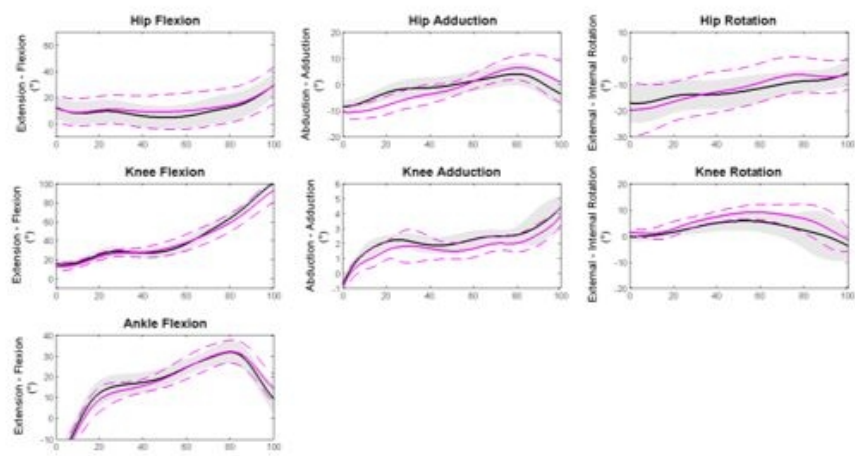 Hip Flexion
Extension - Flexion
(°)
60
40
20
0
0 20 40 60 80 100
Hip Adduction
Abduction - Adduction
(°)
20
10
0
-10
-20
0 20 40 60 80 100
Hip Rotation
External - Internal Rotation
(°)
0
-10
-20
-30
0 20 40 60 80 100
Knee Flexion
Extension - Flexion
(°)
100
80
60
40
20
0
0 20 40 60 80 100
Knee Adduction
Abduction - Adduction
(°)
6
5
4
3
2
1
0
-1
0 20 40 60 80 100
Knee Rotation
External - Internal Rotation
(°)
20
10
0
-10
-20
0 20 40 60 80 100
Ankle Flexion
Extension - Flexion
(°)
40
30
20
10
0
-10
0 20 40 60 80 100